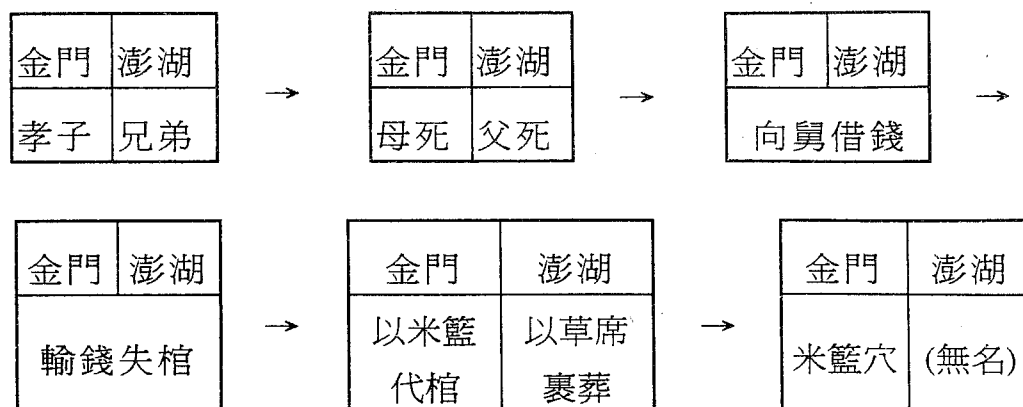 金門 澎湖
孝子 兄弟
→
金門 澎湖
母死 父死
→
金門 澎湖
向舅借錢
→
金門 澎湖
輸錢失棺
→
金門 澎湖
以米籃 以草席
代棺 裹葬
→
金門 澎湖
米籃穴 (無名)